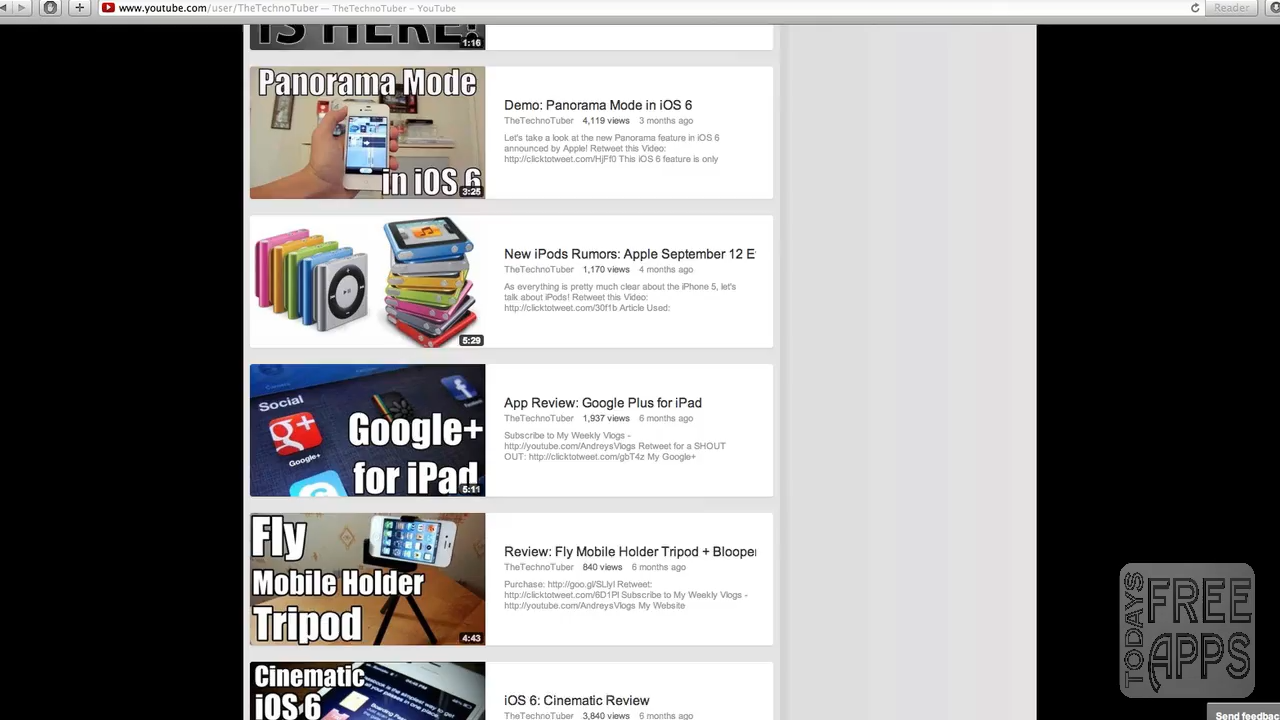 www.youtube.com/user/TheTechnoTuber — TheTechnoTuber - YouTube
Reader
IS HERE!
1:16
Panorama Mode
in iOS 6
3:25
Demo: Panorama Mode in iOS 6
TheTechnoTuber 4,119 views 3 months ago
Let's take a look at the new Panorama feature in iOS 6
announced by Apple! Retweet this Video:
http://clicktotweet.com/HjFf0 This iOS 6 feature is only
5:29
New iPods Rumors: Apple September 12 E
TheTechnoTuber 1,170 views 4 months ago
As everything is pretty much clear about the iPhone 5, let's
talk about iPods! Retweet this Video:
http://clicktotweet.com/30f1b Article Used:
Social
Google+
Google+
for iPad
5:11
App Review: Google Plus for iPad
TheTechnoTuber 1,937 views 6 months ago
Subscribe to My Weekly Vlogs -
http://youtube.com/AndreysVlogs Retweet for a SHOUT
OUT: http://clicktotweet.com/gbT4z My Google+
Fly
Mobile Holder
Tripod
4:43
Review: Fly Mobile Holder Tripod + Blooper
TheTechnoTuber 840 views 6 months ago
Purchase: http://goo.gl/SLlyl Retweet:
http://clicktotweet.com/6D1Pl Subscribe to My Weekly Vlogs -
http://youtube.com/AndreysVlogs My Website
Cinematic
iOS 6
iOS 6: Cinematic Review
TheTechnoTuber 3,840 views 6 months ago
TODAYS
FREE
APPS
Send feedbac